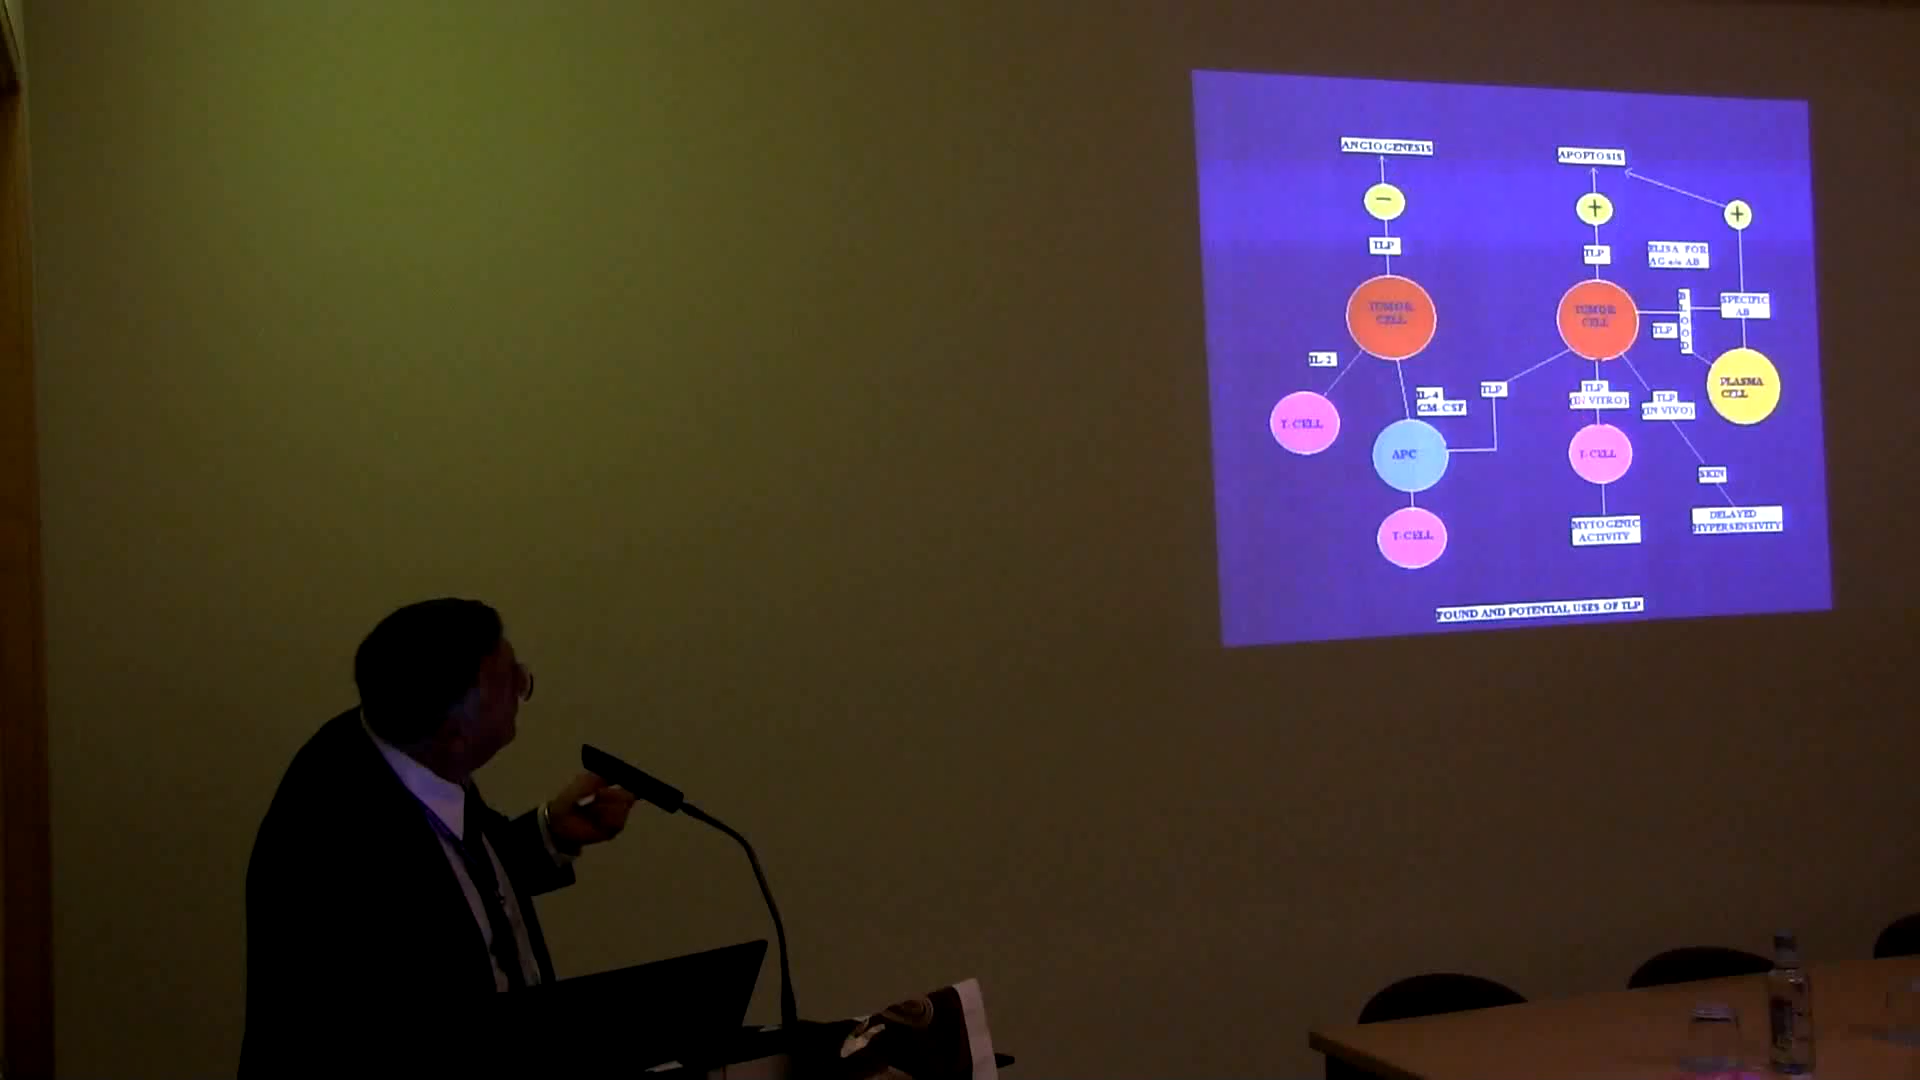 ANGIOGENESIS
APOPTOSIS
−
+
+
TLP
TLP
ELISA FOR
AG a/o AB
TUMOR
CELL
TUMOR
CELL
BLOOD
TLP
SPECIFIC
AB
IL-2
IL-4
GM-CSF
TLP
TLP
(IN VITRO)
TLP
(IN VIVO)
PLASMA
CELL
T-CELL
APC
T-CELL
SKIN
T-CELL
MYTOGENIC
ACTIVITY
DELAYED
HYPERSENSIVITY
FOUND AND POTENTIAL USES OF TLP